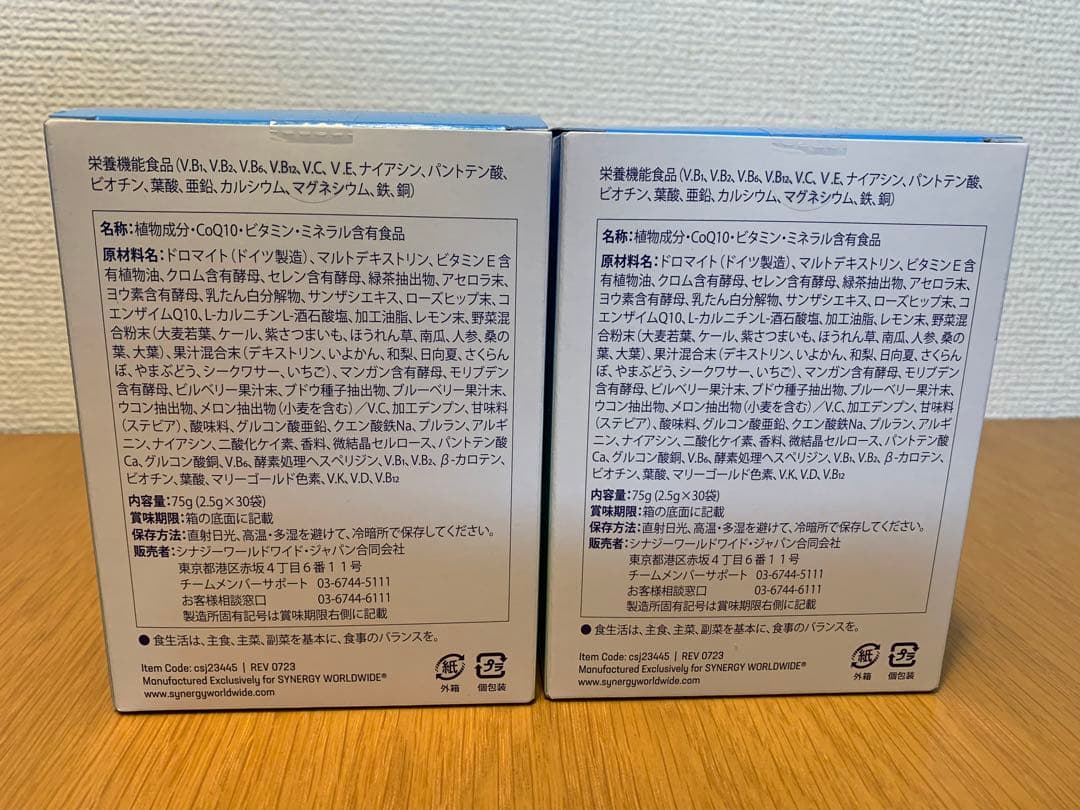 栄養機能食品（V.B1、V.B2、V.B6、V.B12、V.C、V.E、ナイアシン、パントテン酸、
ビオチン、葉酸、亜鉛、カルシウム、マグネシウム、鉄、銅）
名称：植物成分・CoQ10・ビタミン・ミネラル含有食品
原材料名：ドロマイト（ドイツ製造）、マルトデキストリン、ビタミンE含
有植物油、クロム含有酵母、セレン含有酵母、緑茶抽出物、アセロラ末、
ヨウ素含有酵母、乳たん白分解物、サンザシエキス、ローズヒップ末、コ
エンザイムQ10、L-カルニチンL-酒石酸塩、加工油脂、レモン末、野菜混
合粉末（大麦若葉、ケール、紫さつまいも、ほうれん草、南瓜、人参、桑の
葉、大葉）、果汁混合末（デキストリン、いよかん、和梨、日向夏、さくらん
ぼ、やまぶどう、シークワサー、いちご）、マンガン含有酵母、モリブデン
含有酵母、ビルベリー果汁末、ブドウ種子抽出物、ブルーベリー果汁末、
ウコン抽出物、メロン抽出物（小麦を含む）／V.C、加工デンプン、甘味料
（ステビア）、酸味料、グルコン酸亜鉛、クエン酸鉄Na、プルラン、アルギ
ニン、ナイアシン、二酸化ケイ素、香料、微結晶セルロース、パントテン酸
Ca、グルコン酸銅、V.B6、酵素処理ヘスペリジン、V.B1、V.B2、β-カロテン、
ビオチン、葉酸、マリーゴールド色素、V.K、V.D、V.B12
内容量：75g（2.5g×30袋）
賞味期限：箱の底面に記載
保存方法：直射日光、高温・多湿を避けて、冷暗所で保存してください。
販売者：シナジーワールドワイド・ジャパン合同会社
東京都港区赤坂４丁目６番１１号
チームメンバーサポート 03-6744-5111
お客様相談窓口 03-6744-6111
製造所固有記号は賞味期限右側に記載
●食生活は、主食、主菜、副菜を基本に、食事のバランスを。
Item Code: csj23445 | REV 0723
Manufactured Exclusively for SYNERGY WORLDWIDE®
www.synergyworldwide.com
紙
外箱
プラ
個包装
栄養機能食品（V.B1、V.B2、V.B6、V.B12、V.C、V.E、ナイアシン、パントテン酸、
ビオチン、葉酸、亜鉛、カルシウム、マグネシウム、鉄、銅）
名称：植物成分・CoQ10・ビタミン・ミネラル含有食品
原材料名：ドロマイト（ドイツ製造）、マルトデキストリン、ビタミンE含
有植物油、クロム含有酵母、セレン含有酵母、緑茶抽出物、アセロラ末、
ヨウ素含有酵母、乳たん白分解物、サンザシエキス、ローズヒップ末、コ
エンザイムQ10、L-カルニチンL-酒石酸塩、加工油脂、レモン末、野菜混
合粉末（大麦若葉、ケール、紫さつまいも、ほうれん草、南瓜、人参、桑の
葉、大葉）、果汁混合末（デキストリン、いよかん、和梨、日向夏、さくらん
ぼ、やまぶどう、シークワサー、いちご）、マンガン含有酵母、モリブデン
含有酵母、ビルベリー果汁末、ブドウ種子抽出物、ブルーベリー果汁末、
ウコン抽出物、メロン抽出物（小麦を含む）／V.C、加工デンプン、甘味料
（ステビア）、酸味料、グルコン酸亜鉛、クエン酸鉄Na、プルラン、アルギ
ニン、ナイアシン、二酸化ケイ素、香料、微結晶セルロース、パントテン酸
Ca、グルコン酸銅、V.B6、酵素処理ヘスペリジン、V.B1、V.B2、β-カロテン、
ビオチン、葉酸、マリーゴールド色素、V.K、V.D、V.B12
内容量：75g（2.5g×30袋）
賞味期限：箱の底面に記載
保存方法：直射日光、高温・多湿を避けて、冷暗所で保存してください。
販売者：シナジーワールドワイド・ジャパン合同会社
東京都港区赤坂４丁目６番１１号
チームメンバーサポート 03-6744-5111
お客様相談窓口 03-6744-6111
製造所固有記号は賞味期限右側に記載
●食生活は、主食、主菜、副菜を基本に、食事のバランスを。
Item Code: csj23445 | REV 0723
Manufactured Exclusively for SYNERGY WORLDWIDE®
www.synergyworldwide.com
紙
外箱
プラ
個包装